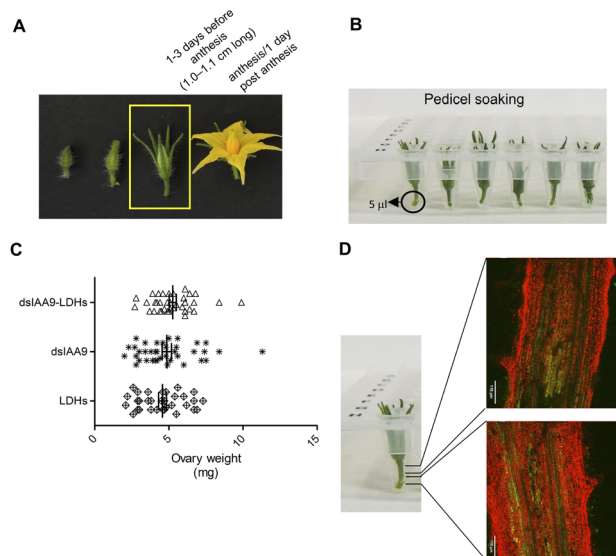 A
1-3 days before
anthesis
(1.0–1.1 cm long)
anthesis/1 day
post anthesis
B
Pedicel soaking
5 µl
C
dsIAA9-LDHs
dsIAA9
LDHs
0
5
10
15
Ovary weight
(mg)
D